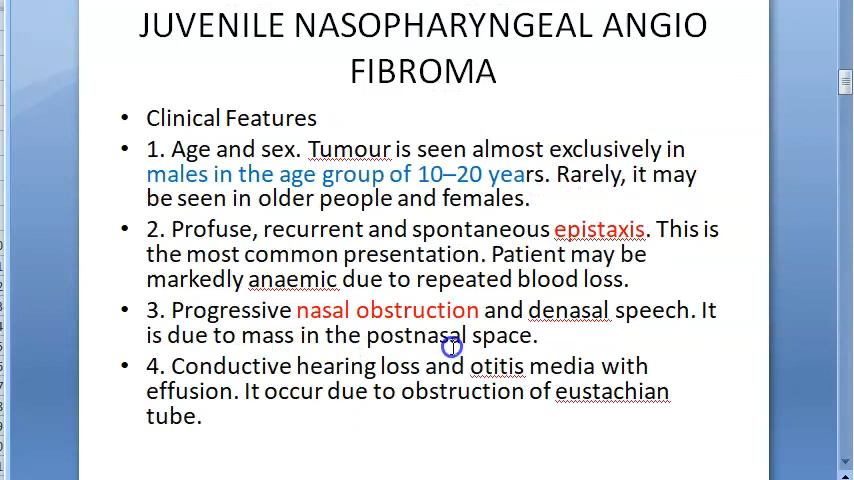 JUVENILE NASOPHARYNGEAL ANGIO
FIBROMA
• Clinical Features
• 1. Age and sex. Tumour is seen almost exclusively in
males in the age group of 10–20 years. Rarely, it may
be seen in older people and females.
• 2. Profuse, recurrent and spontaneous epistaxis. This is
the most common presentation. Patient may be
markedly anaemic due to repeated blood loss.
• 3. Progressive nasal obstruction and denasal speech. It
is due to mass in the postnasal space.
• 4. Conductive hearing loss and otitis media with
effusion. It occur due to obstruction of eustachian
tube.